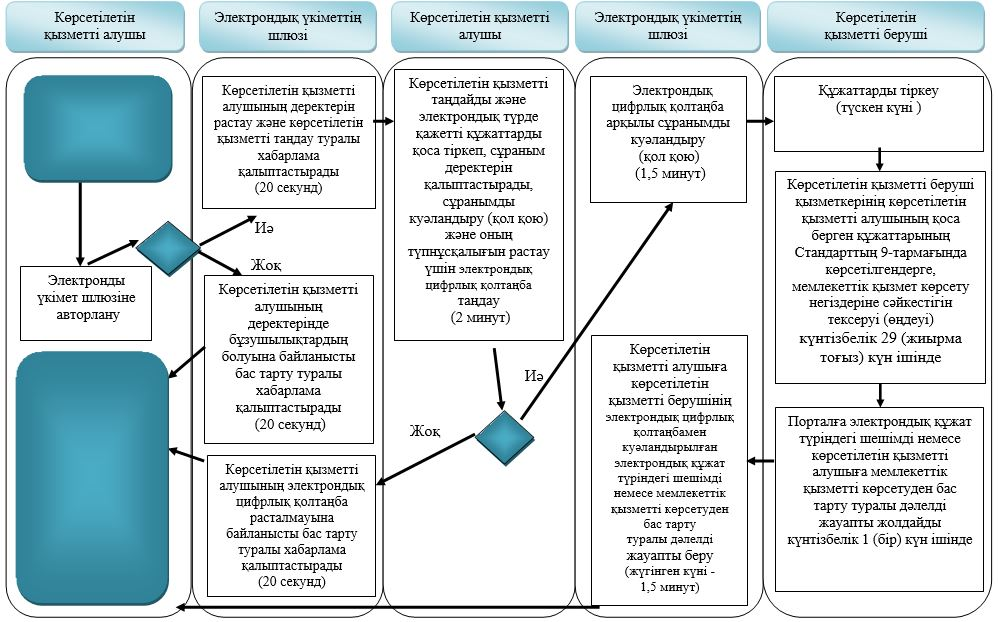 Көрсетілетін
қызметті алушы
Электрондық үкіметтің
шлюзі
Көрсетілетін қызметті
алушы
Электрондық үкіметтің
шлюзі
Көрсетілетін
қызметті беруші
Электронды
үкімет шлюзіне
авторлану
Көрсетілетін қызметті
алушының деректерін
растау және көрсетілетін
қызметті таңдау туралы
хабарлама
қалыптастырады
(20 секунд)
Иә
Жоқ
Көрсетілетін қызметті
алушының
деректерінде
бұзушылықтардың
болуына байланысты
бас тарту туралы
хабарлама
қалыптастырады
(20 секунд)
Көрсетілетін қызметті
алушының электрондық
цифрлық қолтаңба
расталмауына
байланысты бас тарту
туралы хабарлама
қалыптастырады
(20 секунд)
Көрсетілетін қызметті
таңдайды және
электрондық түрде
қажетті құжаттарды
қоса тіркеп, сұраным
деректерін
қалыптастырады,
сұранымды
куәландыру (қол қою)
және оның
түпнұсқалығын растау
үшін электрондық
цифрлық қолтаңба
таңдау
(2 минут)
Иә
Жоқ
Электрондық
цифрлық қолтаңба
арқылы сұранымды
куәландыру
(қол қою)
(1,5 минут)
Көрсетілетін
қызметті алушыға
көрсетілетін
қызметті берушінің
электрондық цифрлық
қолтаңбамен
куәландырылған
электрондық құжат
түріндегі шешімді
немесе мемлекеттік
қызметті көрсетуден
бас тарту
туралы дәлелді
жауапты беру
(жүгінген күні -
1,5 минут)
Құжаттарды тіркеу
(түскен күні )
Көрсетілетін қызметті беруші
қызметкерінің көрсетілетін
қызметті алушының қоса
берген құжаттарының
Стандарттың 9-тармағында
көрсетілгендерге,
мемлекеттік қызмет көрсету
негіздеріне сәйкестігін
тексеруі (өңдеуі)
күнтізбелік 29 (жиырма
тоғыз) күн ішінде
Порталға электрондық құжат
түріндегі шешімді немесе
көрсетілетін қызметті
алушыға мемлекеттік
қызметті көрсетуден бас
тарту туралы дәлелді
жауапты жолдайды
күнтізбелік 1 (бір) күн ішінде